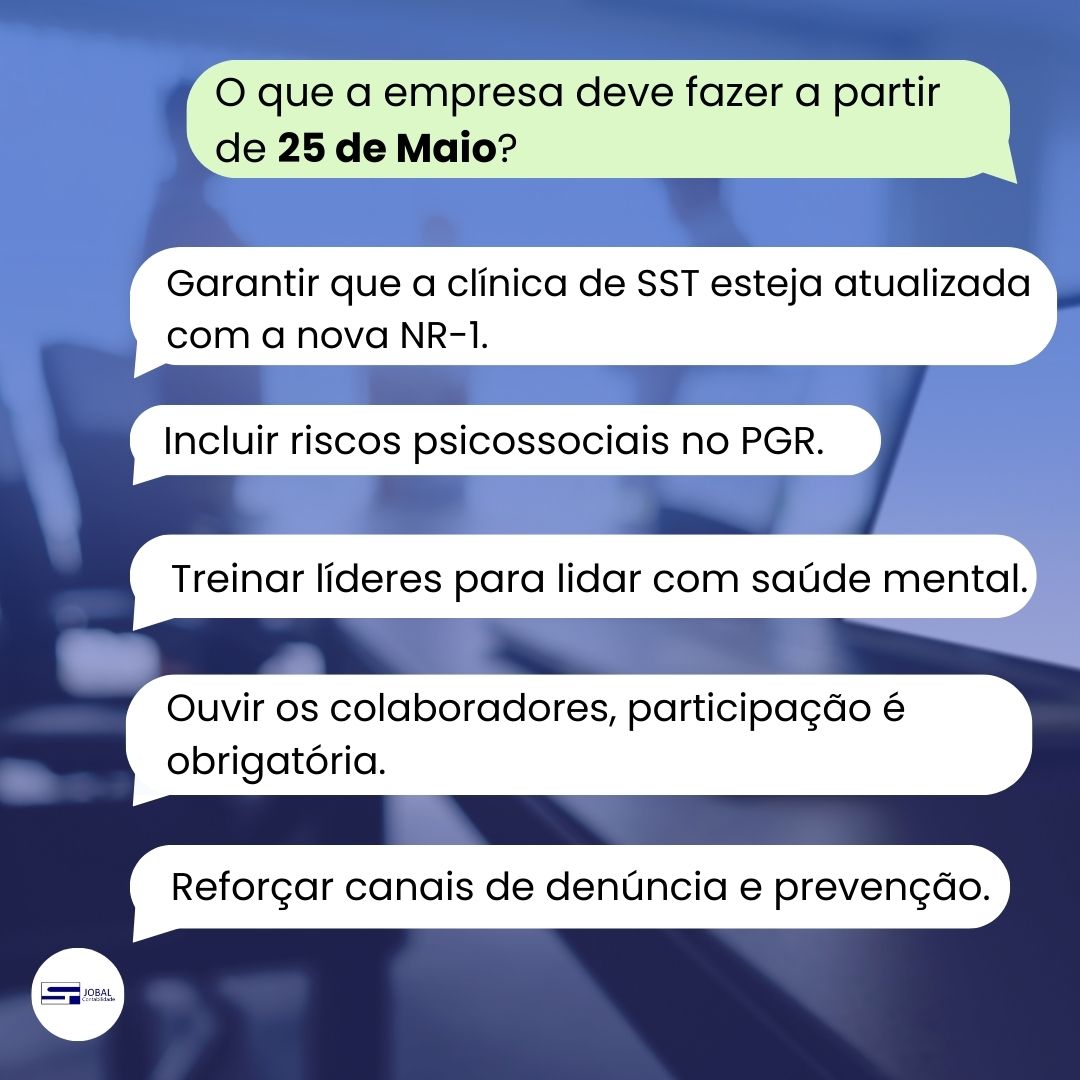 O que a empresa deve fazer a partir
de 25 de Maio?
Garantir que a clínica de SST esteja atualizada
com a nova NR-1.
Incluir riscos psicossociais no PGR.
Treinar líderes para lidar com saúde mental.
Ouvir os colaboradores, participação é
obrigatória.
Reforçar canais de denúncia e prevenção.
JOBAL
Contabilidade